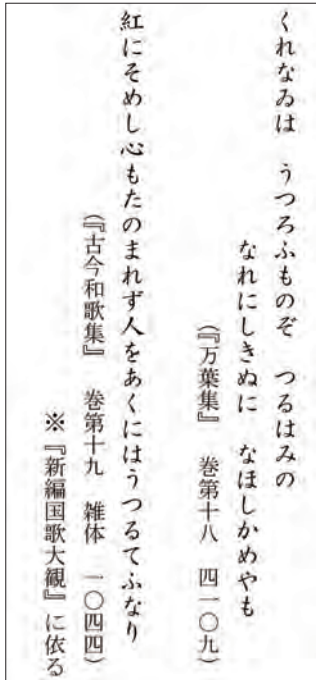 くれなゐは　うつろふものぞ　つるはみの
なれにしきぬに　なほしかめやも
（『万葉集』　巻第十八　四一〇九）
紅にそめし心もたのまれず人をあくにはうつるてふなり
（『古今和歌集』　巻第十九　雑体　一〇四四）
※『新編国歌大観』に依る